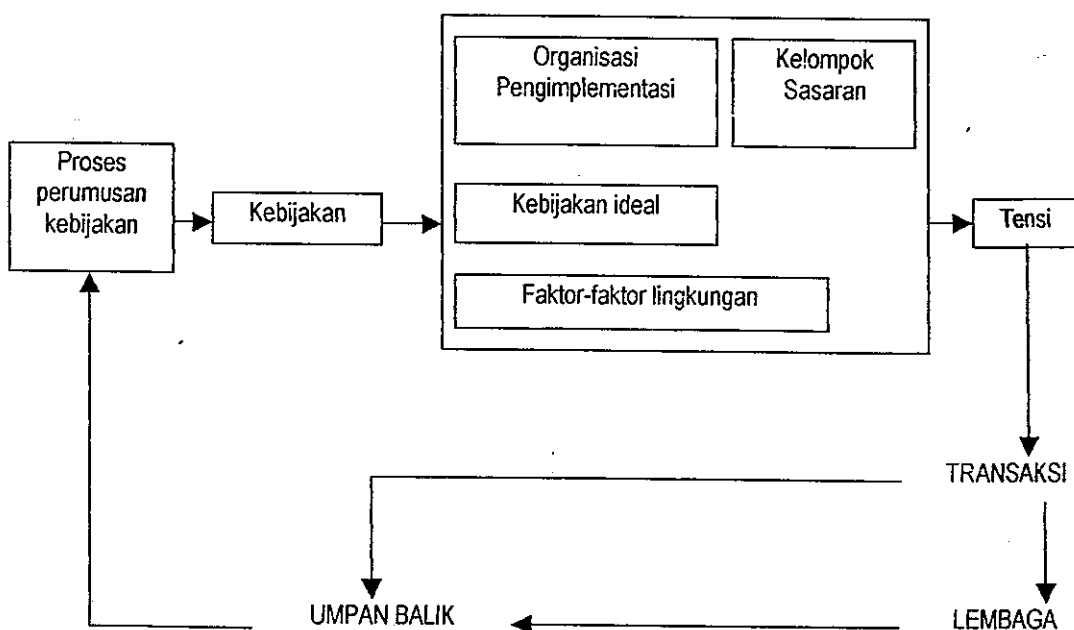 Organisasi
Pengimplementasi
Kelompok
Sasaran
Proses
perumusan
kebijakan
Kebijakan
Kebijakan ideal
Tensi
Faktor-faktor lingkungan
TRANSAKSI
UMPAN BALIK
LEMBAGA